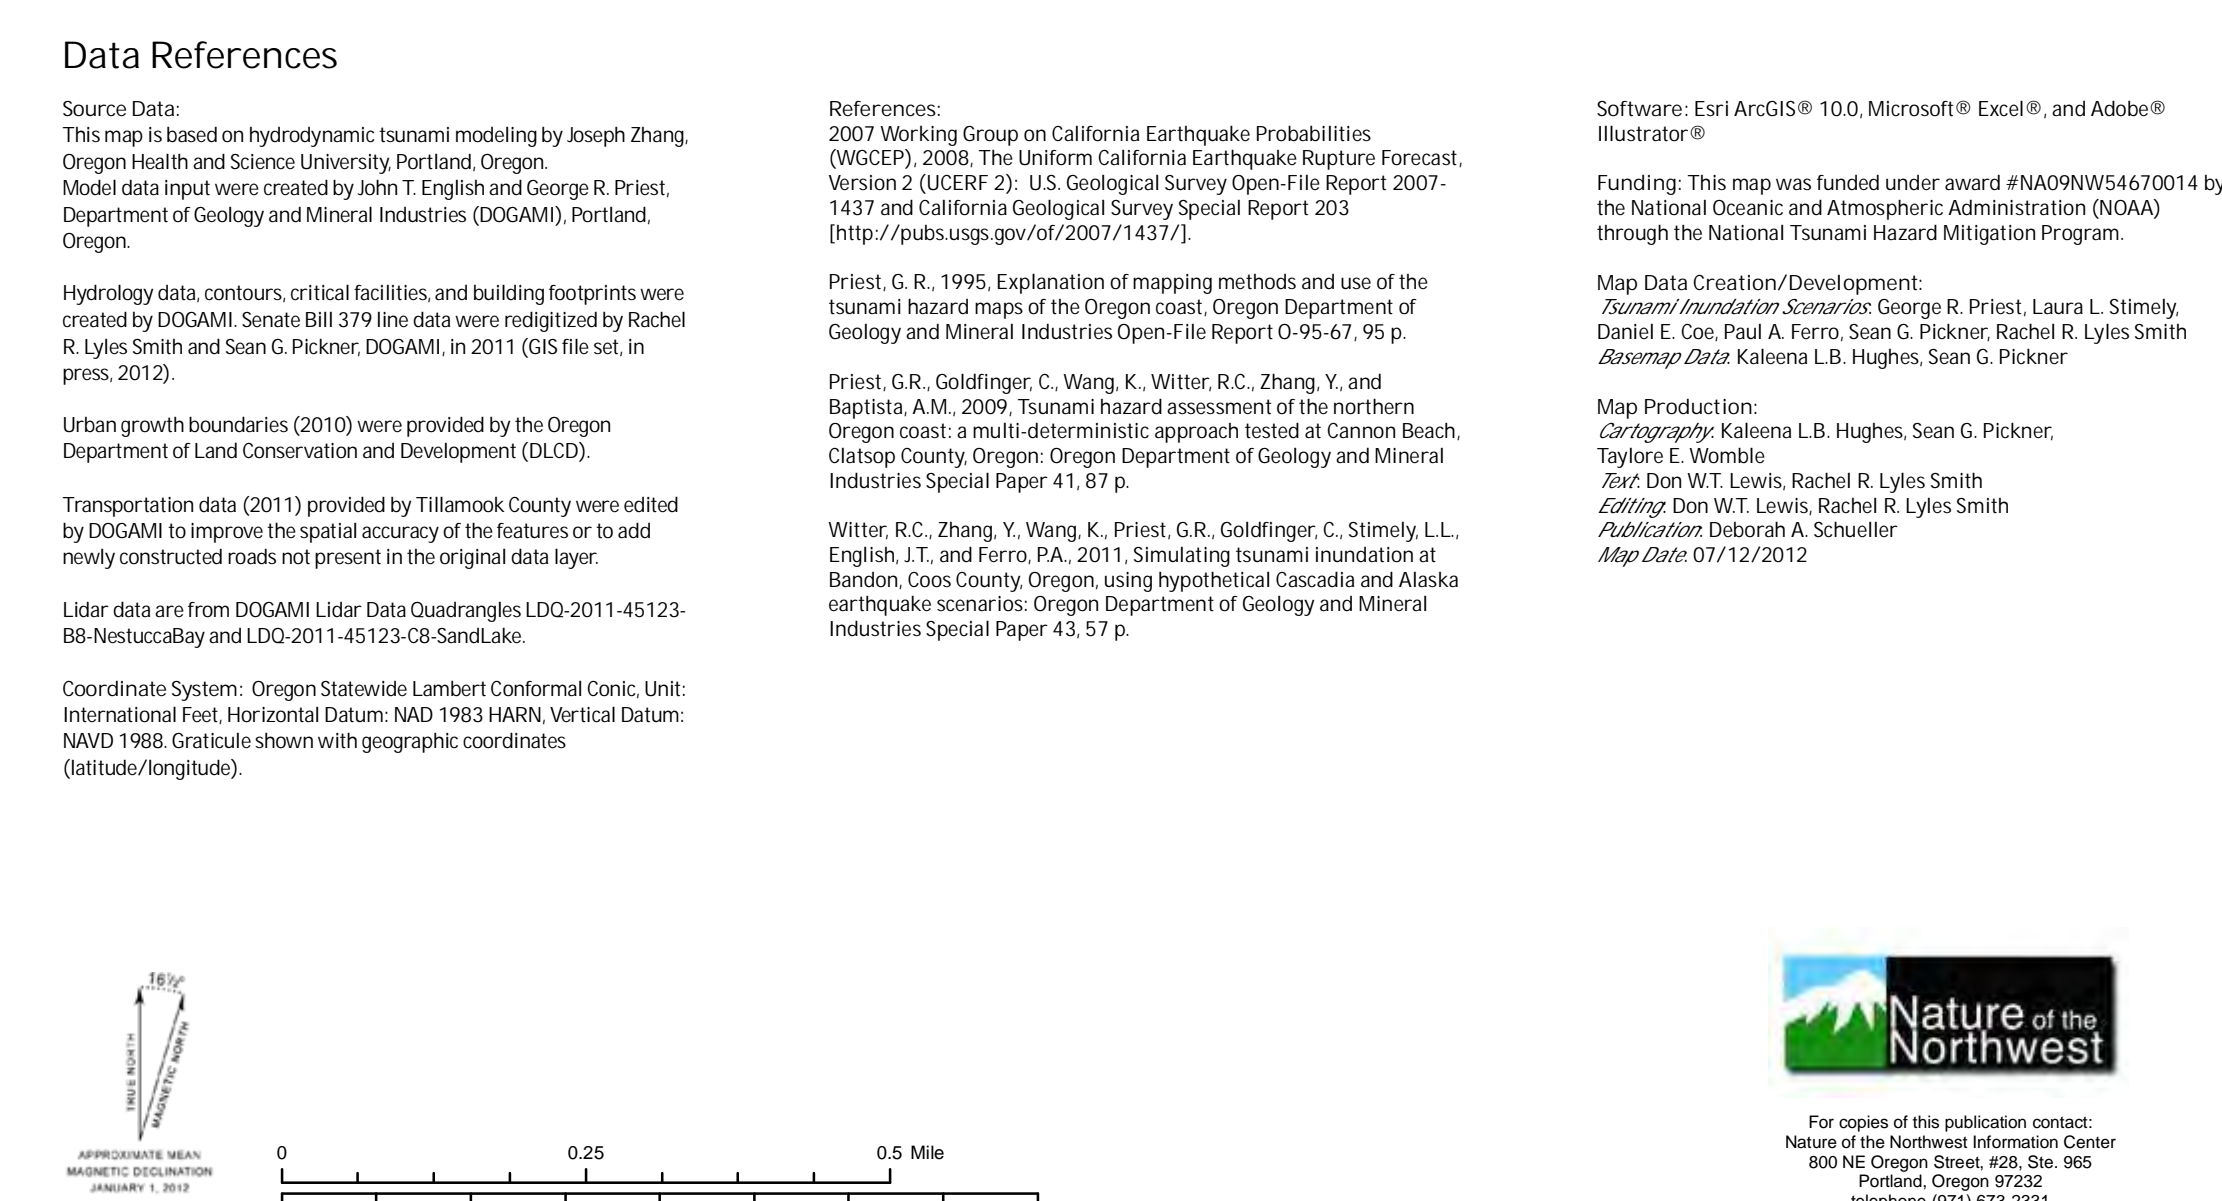 Data References
Source Data:
This map is based on hydrodynamic tsunami modeling by Joseph Zhang,
Oregon Health and Science University, Portland, Oregon.
Model data input were created by John T. English and George R. Priest,
Department of Geology and Mineral Industries (DOGAMI), Portland,
Oregon.
Hydrology data, contours, critical facilities, and building footprints were
created by DOGAMI. Senate Bill 379 line data were redigitized by Rachel
R. Lyles Smith and Sean G. Pickner, DOGAMI, in 2011 (GIS file set, in
press, 2012).
Urban growth boundaries (2010) were provided by the Oregon
Department of Land Conservation and Development (DLCD).
Transportation data (2011) provided by Tillamook County were edited
by DOGAMI to improve the spatial accuracy of the features or to add
newly constructed roads not present in the original data layer.
Lidar data are from DOGAMI Lidar Data Quadrangles LDQ-2011-45123-
B8-NestuccaBay and LDQ-2011-45123-C8-SandLake.
Coordinate System: Oregon Statewide Lambert Conformal Conic, Unit:
International Feet, Horizontal Datum: NAD 1983 HARN, Vertical Datum:
NAVD 1988. Graticule shown with geographic coordinates
(latitude/longitude).
References:
2007 Working Group on California Earthquake Probabilities
(WGCEP), 2008, The Uniform California Earthquake Rupture Forecast,
Version 2 (UCERF 2): U.S. Geological Survey Open-File Report 2007-
1437 and California Geological Survey Special Report 203
[http://pubs.usgs.gov/of/2007/1437/].
Priest, G. R., 1995, Explanation of mapping methods and use of the
tsunami hazard maps of the Oregon coast, Oregon Department of
Geology and Mineral Industries Open-File Report O-95-67, 95 p.
Priest, G.R., Goldfinger, C., Wang, K., Witter, R.C., Zhang, Y., and
Baptista, A.M., 2009, Tsunami hazard assessment of the northern
Oregon coast: a multi-deterministic approach tested at Cannon Beach,
Clatsop County, Oregon: Oregon Department of Geology and Mineral
Industries Special Paper 41, 87 p.
Witter, R.C., Zhang, Y., Wang, K., Priest, G.R., Goldfinger, C., Stimely, L.L.,
English, J.T., and Ferro, P.A., 2011, Simulating tsunami inundation at
Bandon, Coos County, Oregon, using hypothetical Cascadia and Alaska
earthquake scenarios: Oregon Department of Geology and Mineral
Industries Special Paper 43, 57 p.
Software: Esri ArcGIS® 10.0, Microsoft® Excel®, and Adobe®
Illustrator®
Funding: This map was funded under award #NA09NW54670014 by
the National Oceanic and Atmospheric Administration (NOAA)
through the National Tsunami Hazard Mitigation Program.
Map Data Creation/Development:
Tsunami Inundation Scenarios: George R. Priest, Laura L. Stimely,
Daniel E. Coe, Paul A. Ferro, Sean G. Pickner, Rachel R. Lyles Smith
Basemap Data: Kaleena L.B. Hughes, Sean G. Pickner
Map Production:
Cartography: Kaleena L.B. Hughes, Sean G. Pickner,
Taylore E. Womble
Text: Don W.T. Lewis, Rachel R. Lyles Smith
Editing: Don W.T. Lewis, Rachel R. Lyles Smith
Publication: Deborah A. Schueller
Map Date: 07/12/2012
16½°
TRUE NORTH
MAGNETIC NORTH
APPROXIMATE MEAN
MAGNETIC DECLINATION
JANUARY 1, 2012
0 0.25 0.5 Mile
Nature of the
Northwest
For copies of this publication contact:
Nature of the Northwest Information Center
800 NE Oregon Street, #28, Ste. 965
Portland, Oregon 97232
telephone (971) 673-2331